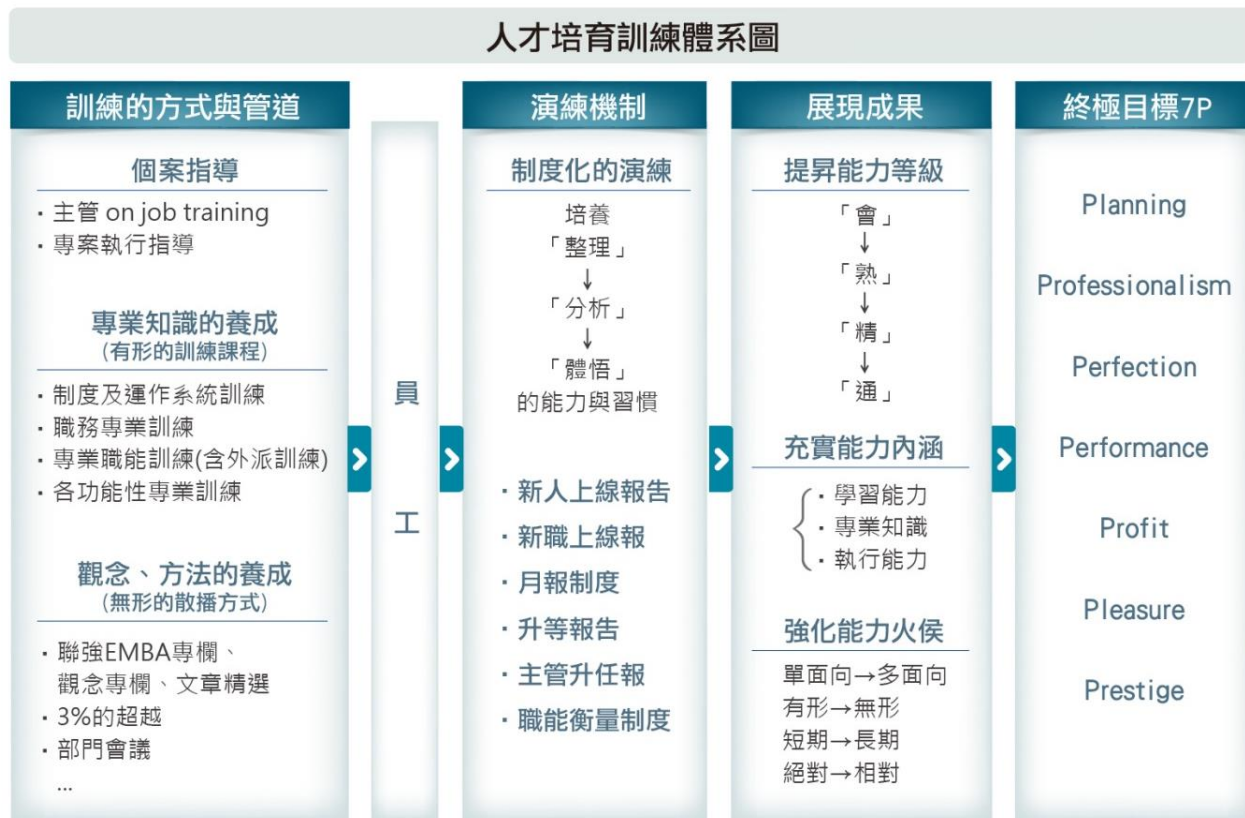 人才培育訓練體系圖
訓練的方式與管道
個案指導
・主管 on job training
・專案執行指導
專業知識的養成
(有形的訓練課程)
・制度及運作系統訓練
・職務專業訓練
・專業職能訓練(含外派訓練)
・各功能性專業訓練
觀念、方法的養成
(無形的散播方式)
・聯強EMBA專欄、
觀念專欄、文章精選
・3%的超越
・部門會議
...
員
工
演練機制
制度化的演練
培養
「整理」
↓
「分析」
↓
「體悟」
的能力與習慣
・新人上線報告
・新職上線報
・月報制度
・升等報告
・主管升任報
・職能衡量制度
展現成果
提昇能力等級
「會」
↓
「熟」
↓
「精」
↓
「通」
充實能力內涵
・學習能力
・專業知識
・執行能力
強化能力火侯
單面向→多面向
有形→無形
短期→長期
絕對→相對
終極目標7P
Planning
Professionalism
Perfection
Performance
Profit
Pleasure
Prestige